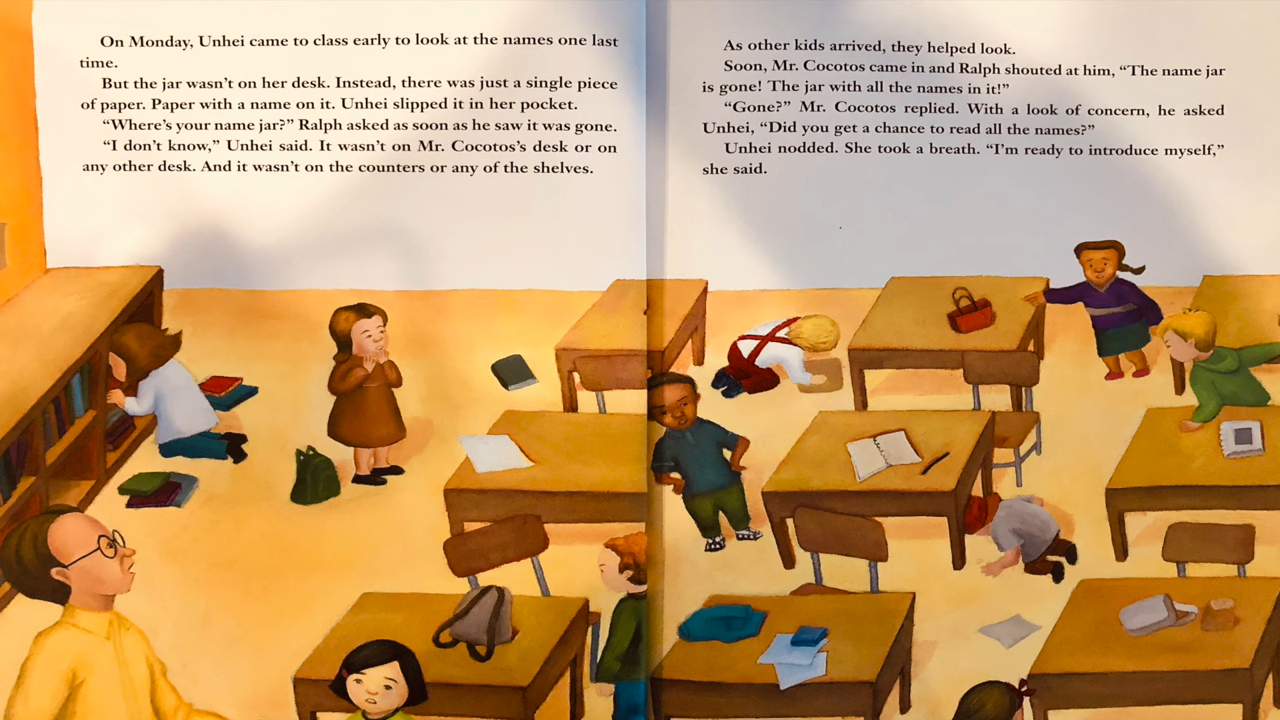 On Monday, Unhei came to class early to look at the names one last
time.
But the jar wasn’t on her desk. Instead, there was just a single piece
of paper. Paper with a name on it. Unhei slipped it in her pocket.
“Where’s your name jar?” Ralph asked as soon as he saw it was gone.
“I don’t know,” Unhei said. It wasn’t on Mr. Cocotos’s desk or on
any other desk. And it wasn’t on the counters or any of the shelves.
As other kids arrived, they helped look.
Soon, Mr. Cocotos came in and Ralph shouted at him, “The name jar
is gone! The jar with all the names in it!”
“Gone?” Mr. Cocotos replied. With a look of concern, he asked
Unhei, “Did you get a chance to read all the names?”
Unhei nodded. She took a breath. “I’m ready to introduce myself,”
she said.